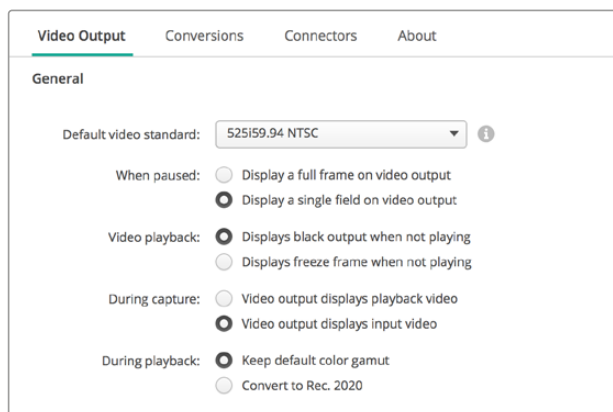 Video Output Conversions Connectors About
General
Default video standard: 525i59.94 NTSC
When paused: Display a full frame on video output
Display a single field on video output
Video playback: Displays black output when not playing
Displays freeze frame when not playing
During capture: Video output displays playback video
Video output displays input video
During playback: Keep default color gamut
Convert to Rec. 2020